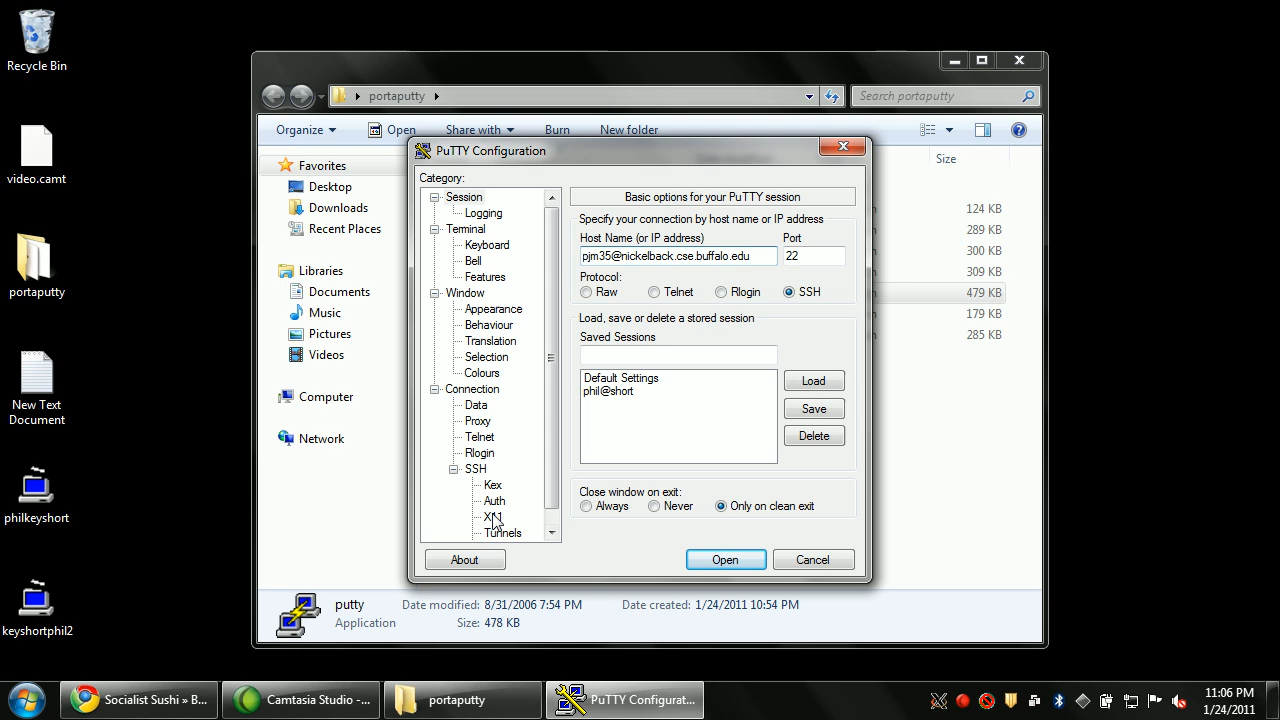 Recycle Bin
video.camt
portaputty
New Text
Document
philkeyshort
keyshortphil2
portaputty
Search portaputty
Organize
Open
Share with
Burn
New folder
Favorites
Desktop
Downloads
Recent Places
Libraries
Documents
Music
Pictures
Videos
Computer
Network
Size
124 KB
289 KB
300 KB
309 KB
479 KB
179 KB
285 KB
PuTTY Configuration
Category:
Session
Logging
Terminal
Keyboard
Bell
Features
Window
Appearance
Behaviour
Translation
Selection
Colours
Connection
Data
Proxy
Telnet
Rlogin
SSH
Kex
Auth
X11
Tunnels
Basic options for your PuTTY session
Specify your connection by host name or IP address
Host Name (or IP address) Port
pjm35@nickelback.cse.buffalo.edu 22
Protocol:
Raw Telnet Rlogin SSH
Load, save or delete a stored session
Saved Sessions
Default Settings
phil@short
Load
Save
Delete
Close window on exit:
Always Never Only on clean exit
About
Open
Cancel
putty Date modified: 8/31/2006 7:54 PM Date created: 1/24/2011 10:54 PM
Application Size: 478 KB
Socialist Sushi » B...
Camtasia Studio -...
portaputty
PuTTY Configurat...
11:06 PM
1/24/2011